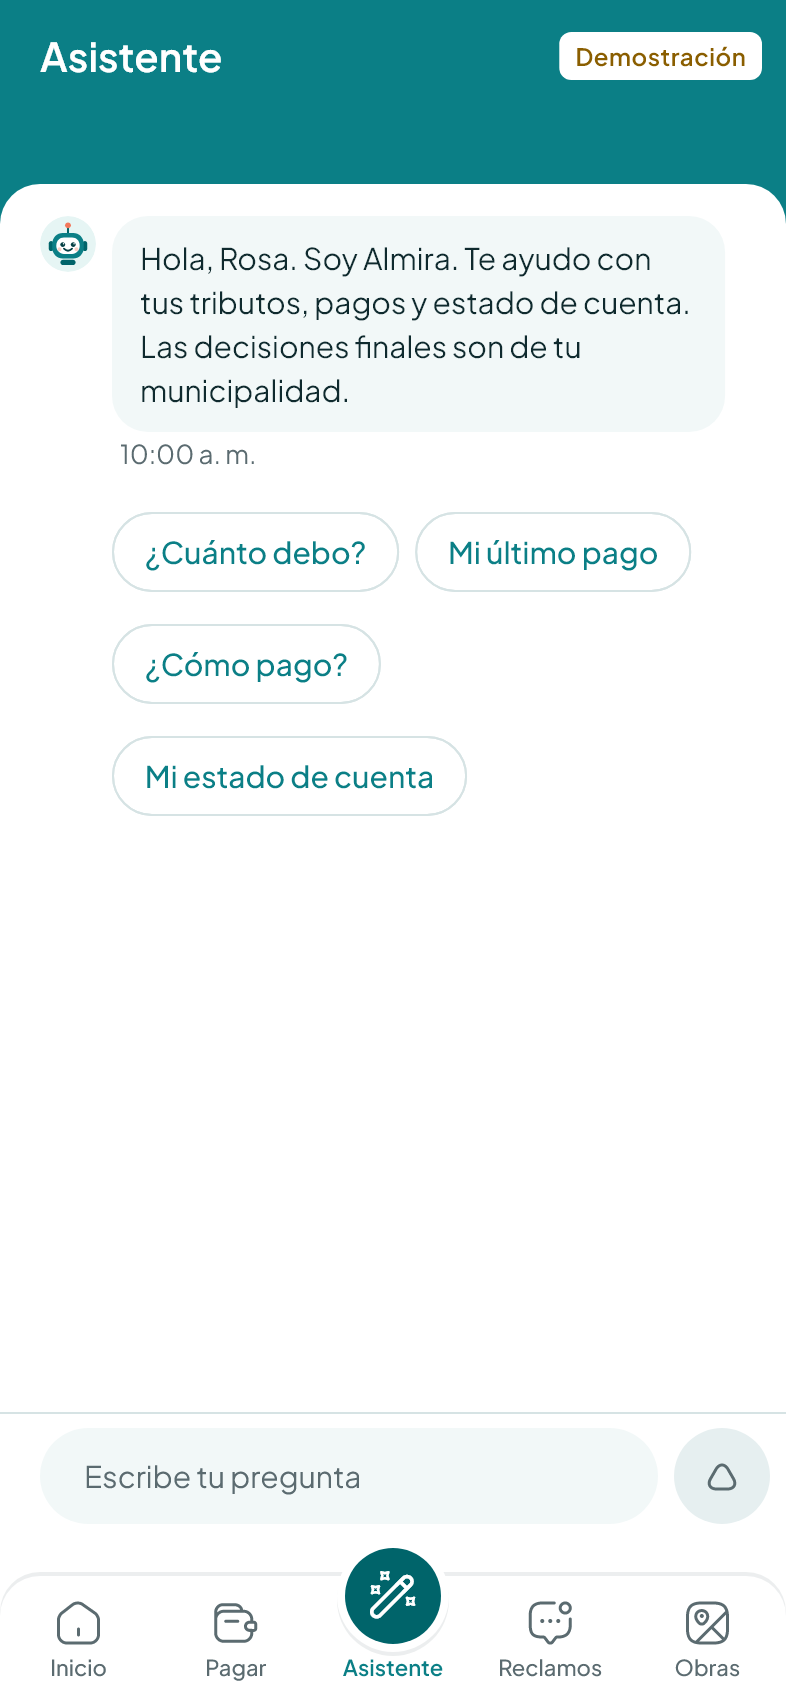 Asistente
Demostración
Hola, Rosa. Soy Almira. Te ayudo con
tus tributos, pagos y estado de cuenta.
Las decisiones finales son de tu
municipalidad.
10:00 a. m.
¿Cuánto debo?
Mi último pago
¿Cómo pago?
Mi estado de cuenta
Escribe tu pregunta
Inicio
Pagar
Asistente
Reclamos
Obras